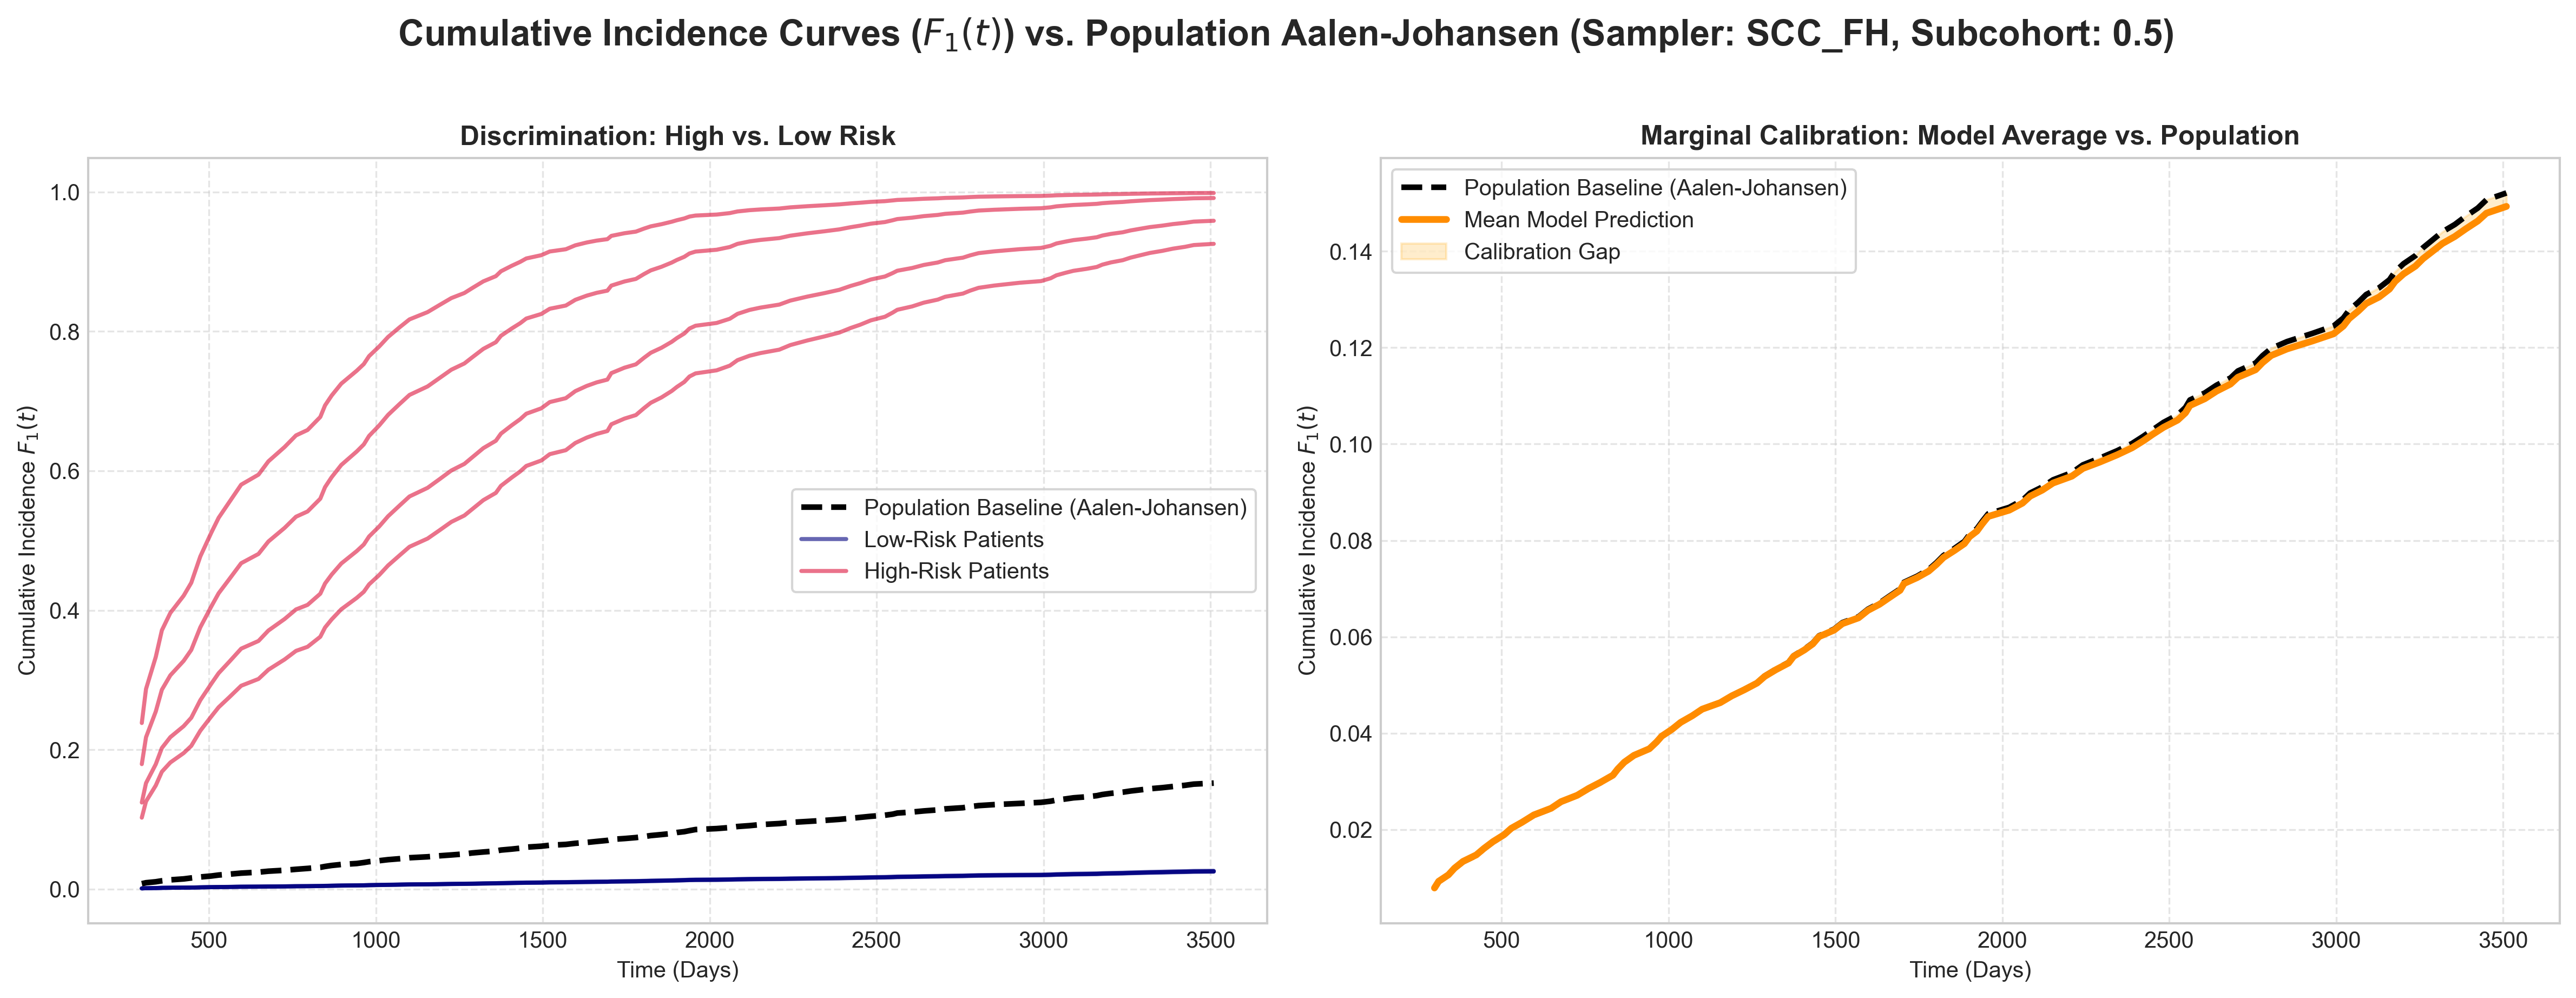 Cumulative Incidence Curves (F₁(t)) vs. Population Aalen-Johansen (Sampler: SCC_FH, Subcohort: 0.5)
Discrimination: High vs. Low Risk
Cumulative Incidence F₁(t)
1.0
0.8
0.6
0.4
0.2
0.0
Population Baseline (Aalen-Johansen)
Low-Risk Patients
High-Risk Patients
500 1000 1500 2000 2500 3000 3500
Time (Days)
Marginal Calibration: Model Average vs. Population
Cumulative Incidence F₁(t)
Population Baseline (Aalen-Johansen)
Mean Model Prediction
Calibration Gap
0.14
0.12
0.10
0.08
0.06
0.04
0.02
500 1000 1500 2000 2500 3000 3500
Time (Days)